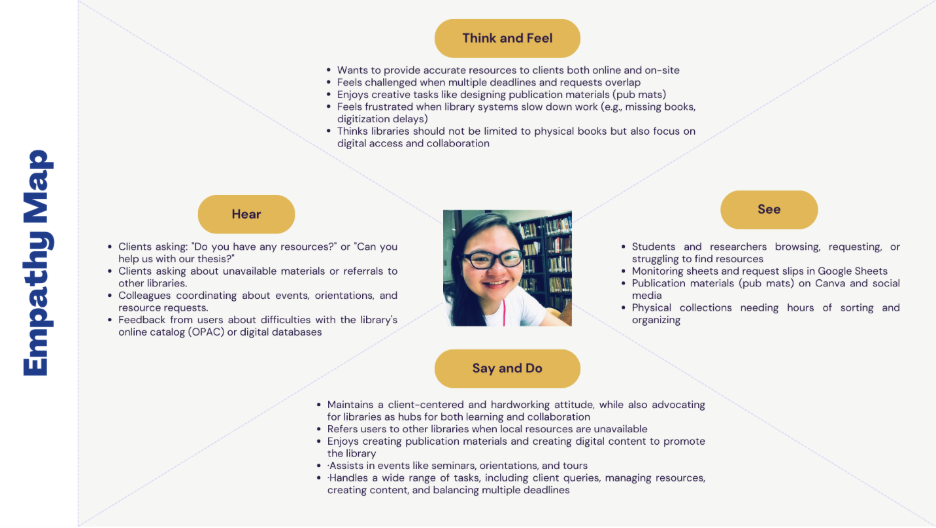 Empathy Map
Think and Feel
• Wants to provide accurate resources to clients both online and on-site
• Feels challenged when multiple deadlines and requests overlap
• Enjoys creative tasks like designing publication materials (pub mats)
• Feels frustrated when library systems slow down work (e.g., missing books,
digitization delays)
• Thinks libraries should not be limited to physical books but also focus on
digital access and collaboration
Hear
• Clients asking: "Do you have any resources?" or "Can you
help us with our thesis?"
• Clients asking about unavailable materials or referrals to
other libraries.
• Colleagues coordinating about events, orientations, and
resource requests.
• Feedback from users about difficulties with the library's
online catalog (OPAC) or digital databases
See
• Students and researchers browsing, requesting, or
struggling to find resources
• Monitoring sheets and request slips in Google Sheets
• Publication materials (pub mats) on Canva and social
media
• Physical collections needing hours of sorting and
organizing
Say and Do
• Maintains a client-centered and hardworking attitude, while also advocating
for libraries as hubs for both learning and collaboration
• Refers users to other libraries when local resources are unavailable
• Enjoys creating publication materials and creating digital content to promote
the library
• ·Assists in events like seminars, orientations, and tours
• ·Handles a wide range of tasks, including client queries, managing resources,
creating content, and balancing multiple deadlines